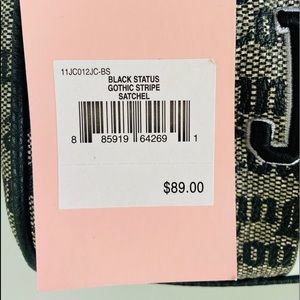 11JC012JC-BS
BLACK STATUS
GOTHIC STRIPE
SATCHEL
8 85919 64269 1
$89.00
J